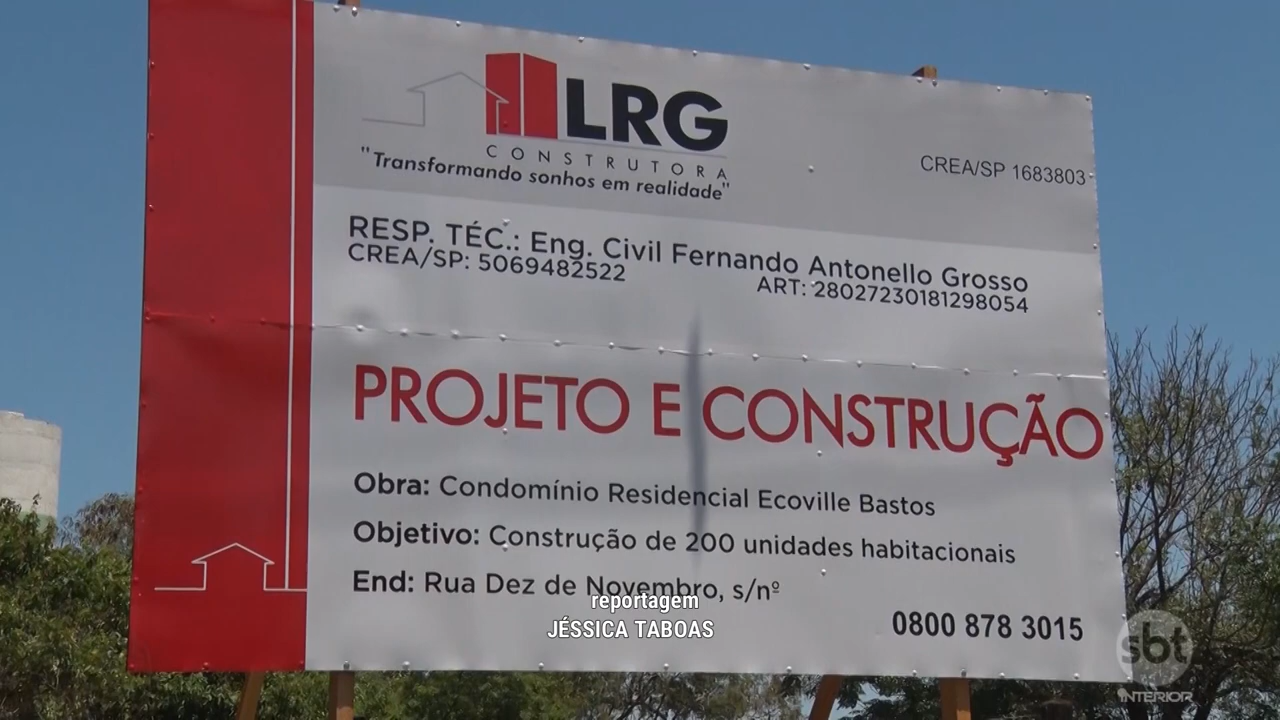 LRG
CONSTRUTORA
"Transformando sonhos em realidade"
CREA/SP 1683803
RESP. TÉC.: Eng. Civil Fernando Antonello Grosso
CREA/SP: 5069482522
ART: 28027230181298054
PROJETO E CONSTRUÇÃO
Obra: Condomínio Residencial Ecoville Bastos
Objetivo: Construção de 200 unidades habitacionais
End: Rua Dez de Novembro, s/nº
reportagem
JÉSSICA TABOAS
0800 878 3015
sbt
INTERIOR